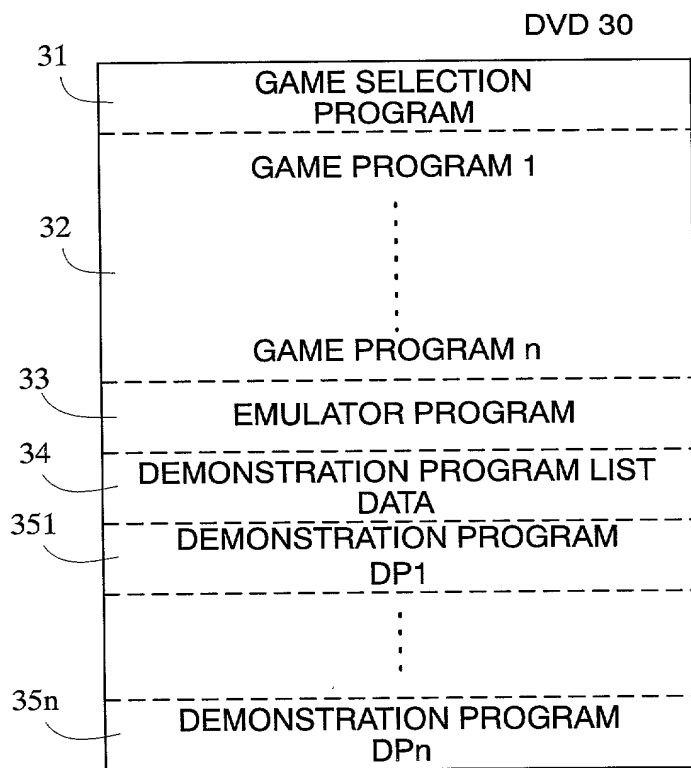 DVD 30
31
GAME SELECTION
PROGRAM
GAME PROGRAM 1
32
GAME PROGRAM n
33
EMULATOR PROGRAM
34
DEMONSTRATION PROGRAM LIST
DATA
351
DEMONSTRATION PROGRAM
DP1
35n
DEMONSTRATION PROGRAM
DPn